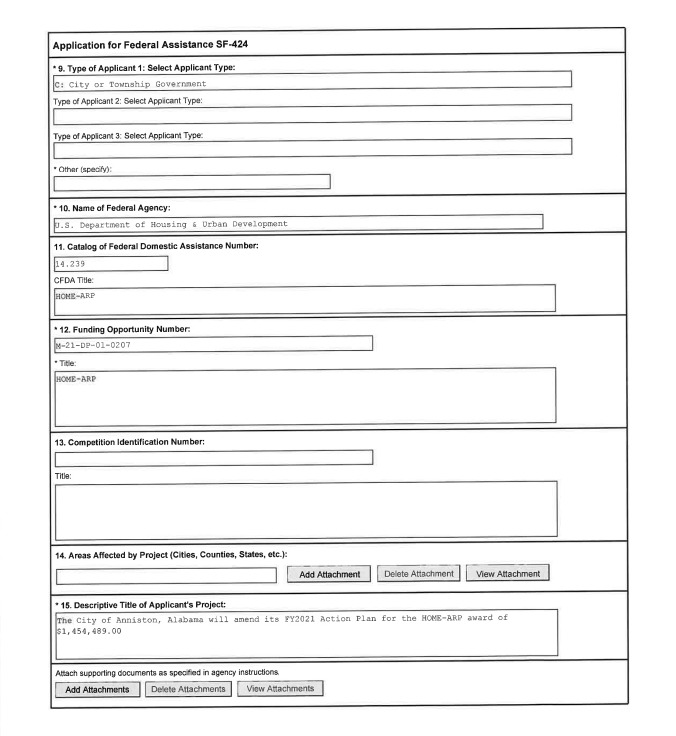 Application for Federal Assistance SF-424
* 9. Type of Applicant 1: Select Applicant Type:
C: City or Township Government
Type of Applicant 2: Select Applicant Type:
Type of Applicant 3: Select Applicant Type:
* Other (specify):
* 10. Name of Federal Agency:
U.S. Department of Housing & Urban Development
11. Catalog of Federal Domestic Assistance Number:
14.239
CFDA Title:
HOME-ARP
* 12. Funding Opportunity Number:
M-21-DP-01-0207
* Title:
HOME-ARP
13. Competition Identification Number:
Title:
14. Areas Affected by Project (Cities, Counties, States, etc.):
Add Attachment Delete Attachment View Attachment
* 15. Descriptive Title of Applicant's Project:
The City of Anniston, Alabama will amend its FY2021 Action Plan for the HOME-ARP award of
$1,454,489.00
Attach supporting documents as specified in agency instructions.
Add Attachments Delete Attachments View Attachments